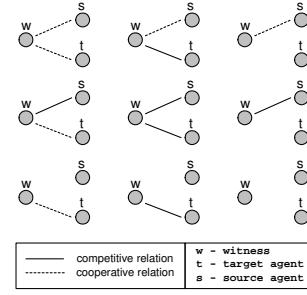 s s s
w w w
t t t
s s s
w w w
t t t
s s s
w w w
t t t
competitive relation
cooperative relation
w - witness
t - target agent
s - source agent